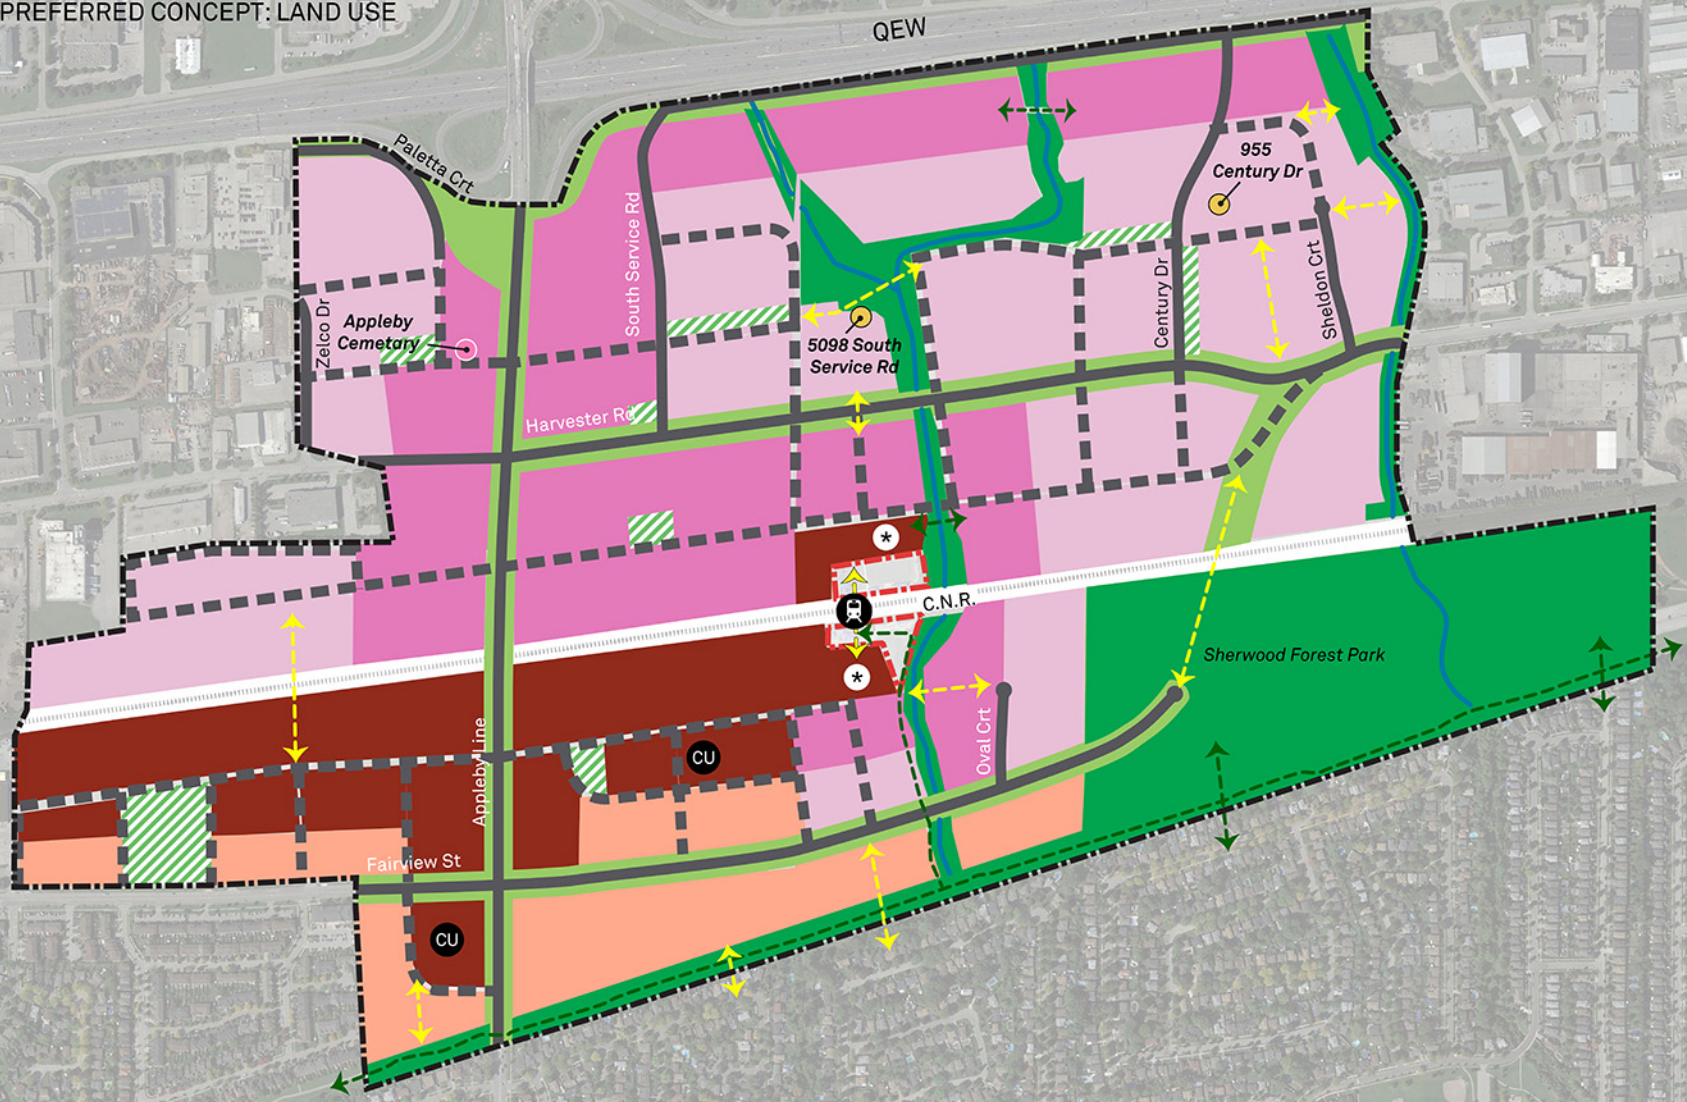 PREFERRED CONCEPT: LAND USE
QEW
Paletta Crt
955
Century Dr
South Service Rd
Zelco Dr
Appleby
Cemetary
5098 South
Service Rd
Century Dr
Sheldon Crt
Harvester Rd
*
C.N.R.
Sherwood Forest Park
*
Oval Crt
Appleby Line
CU
Fairview St
CU